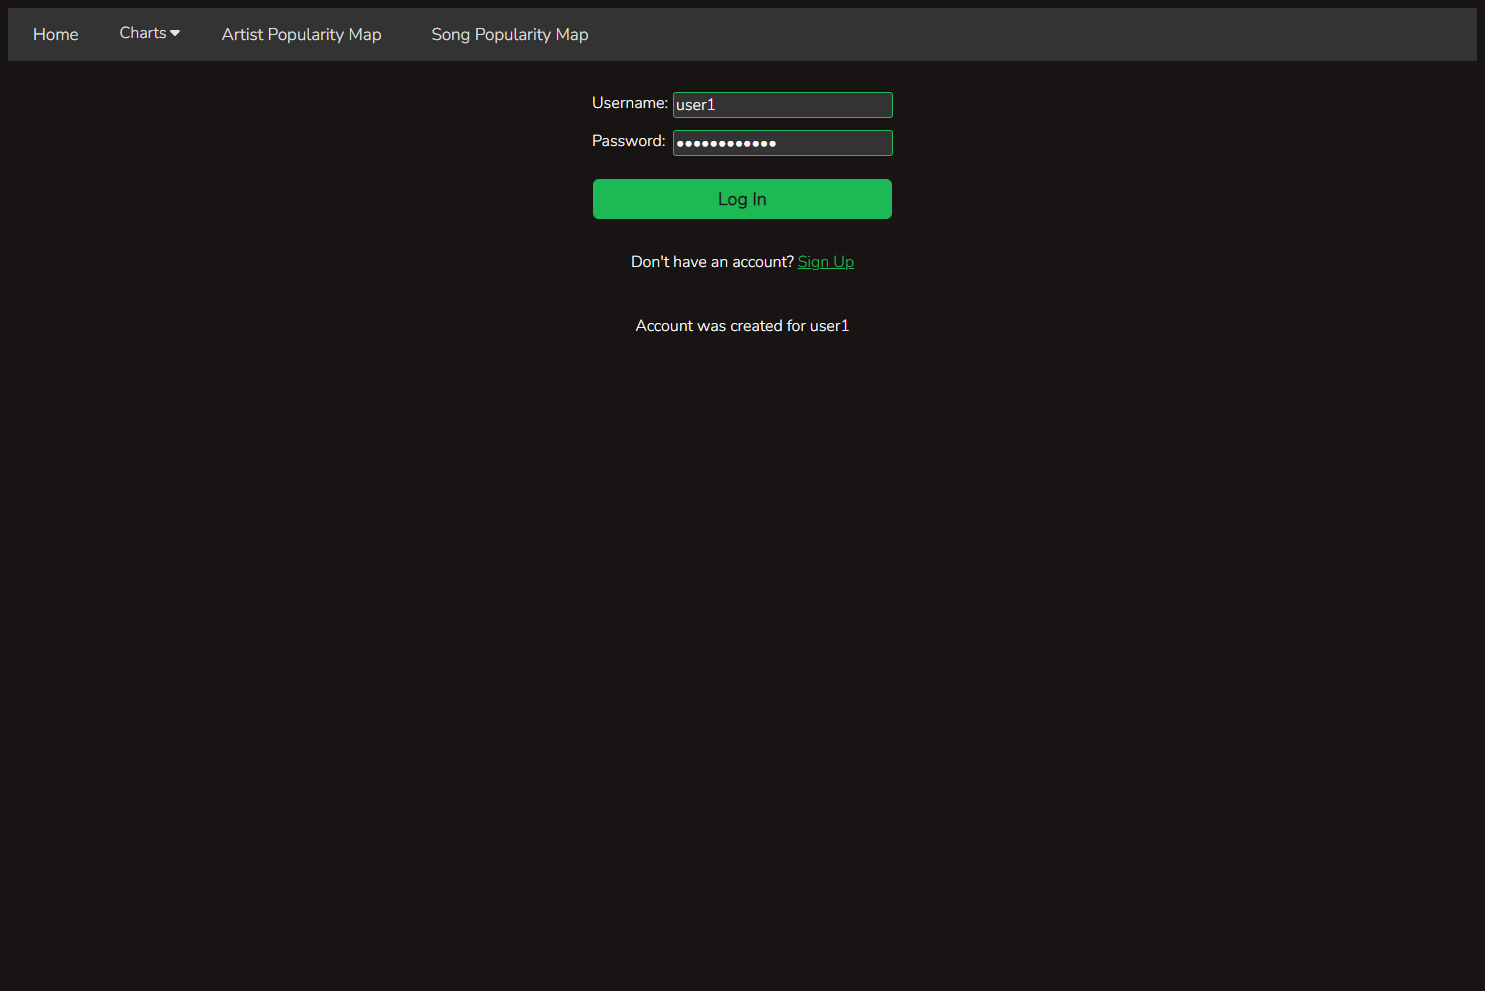 Home Charts Artist Popularity Map Song Popularity Map
Username: user1
Password: ••••••••••••
Log In
Don't have an account? Sign Up
Account was created for user1